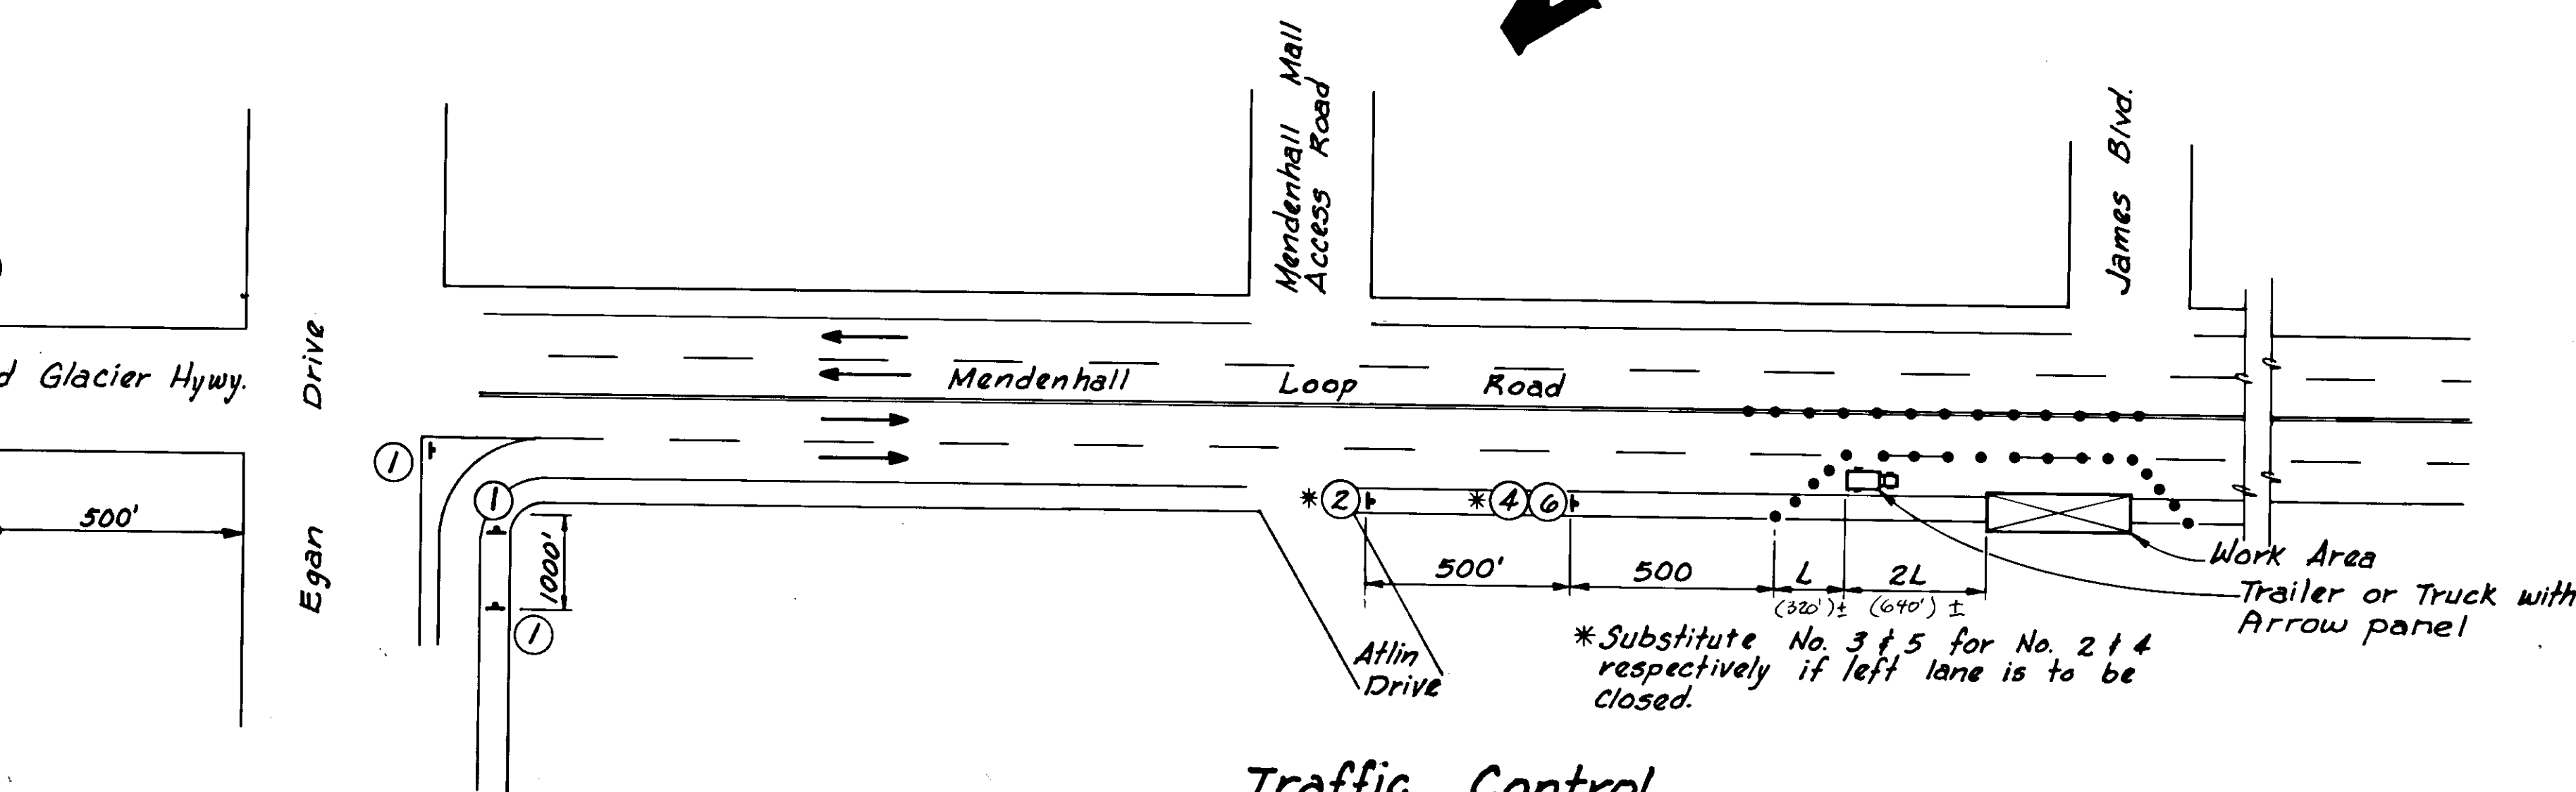 Mendenhall Mall
Access Road
James Blvd.
Glacier Hywy.
Egan Drive
Mendenhall Loop Road
1
1
1
500'
1000'
* 2
* 4 6
500'
500
L
(320')±
2L
(640') ±
Work Area
Trailer or Truck with
Arrow panel
Atlin
Drive
* Substitute No. 3 & 5 for No. 2 & 4
respectively if left lane is to be
closed.
Traffic Control